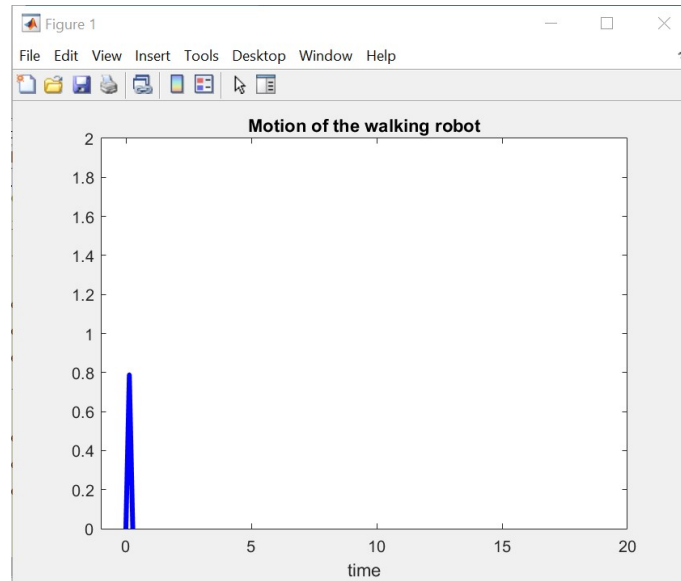 Figure 1
File Edit View Insert Tools Desktop Window Help
Motion of the walking robot
2
1.8
1.6
1.4
1.2
1
0.8
0.6
0.4
0.2
0
0 5 10 15 20
time